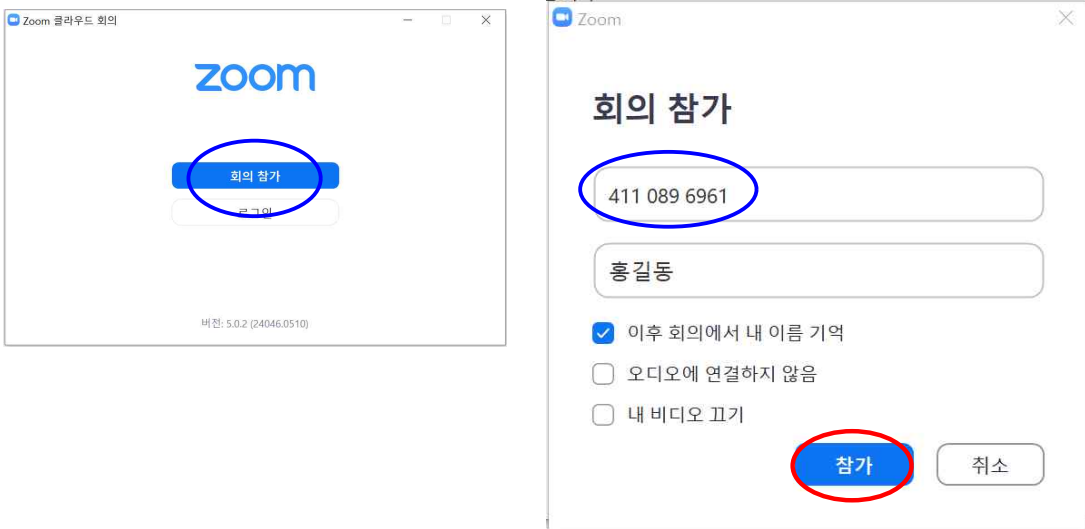 Zoom 클라우드 회의
zoom
회의 참가
로그인
버전: 5.0.2 (24046.0510)
Zoom
회의 참가
411 089 6961
홍길동
이후 회의에서 내 이름 기억
오디오에 연결하지 않음
내 비디오 끄기
참가
취소